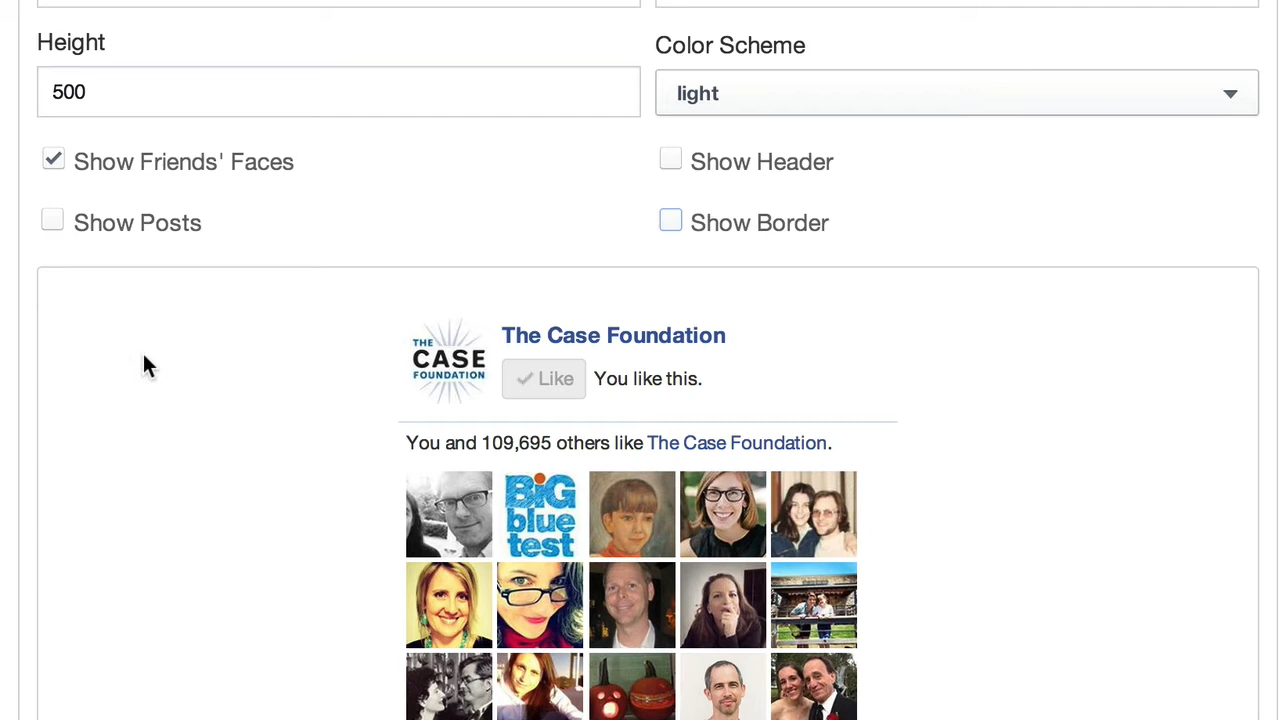 Height
Color Scheme
500
light
Show Friends' Faces
Show Header
Show Posts
Show Border
THE
CASE
FOUNDATION
The Case Foundation
Like You like this.
You and 109,695 others like The Case Foundation.
BiG
blue
test